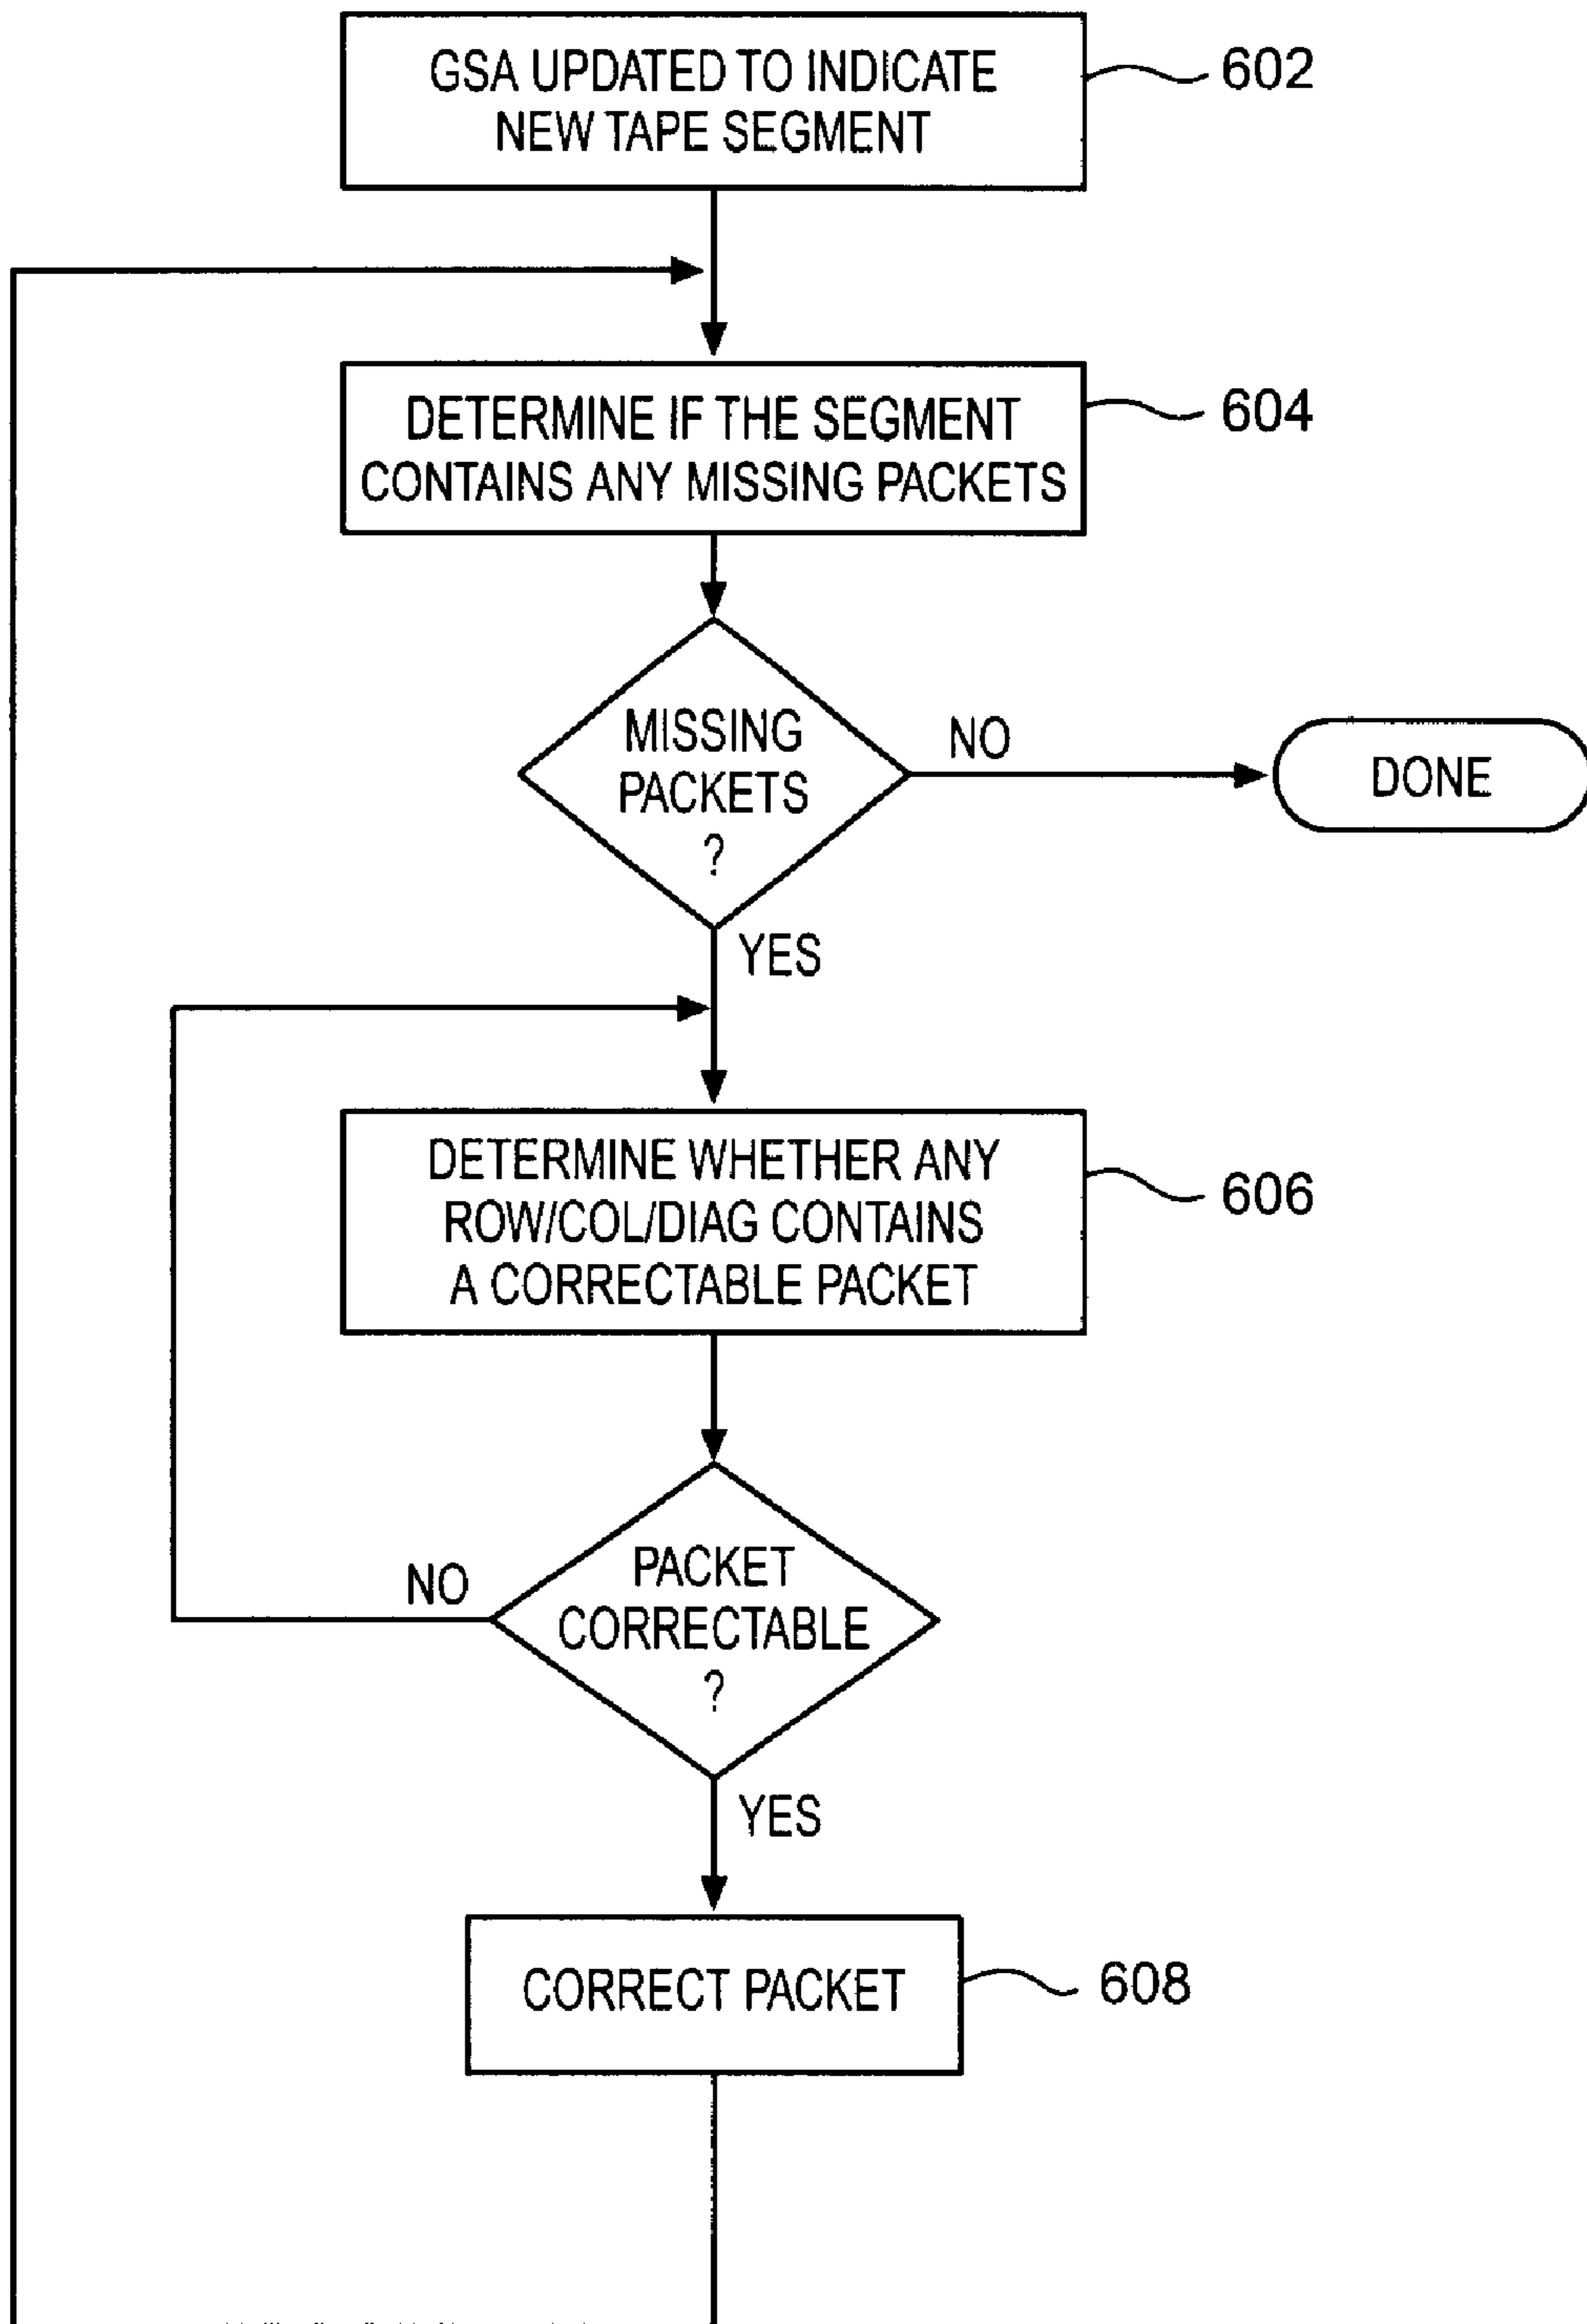 GSA UPDATED TO INDICATE
NEW TAPE SEGMENT
602
DETERMINE IF THE SEGMENT
CONTAINS ANY MISSING PACKETS
604
MISSING
PACKETS
?
NO
DONE
YES
DETERMINE WHETHER ANY
ROW/COL/DIAG CONTAINS
A CORRECTABLE PACKET
606
NO
PACKET
CORRECTABLE
?
YES
CORRECT PACKET
608